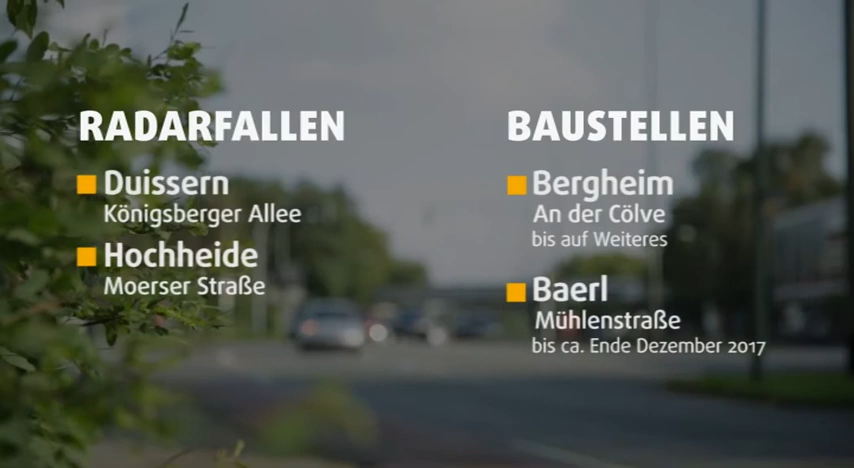 RADARFALLEN
Duissern
Königsberger Allee
Hochheide
Moerser Straße
BAUSTELLEN
Bergheim
An der Cölve
bis auf Weiteres
Baerl
Mühlenstraße
bis ca. Ende Dezember 2017